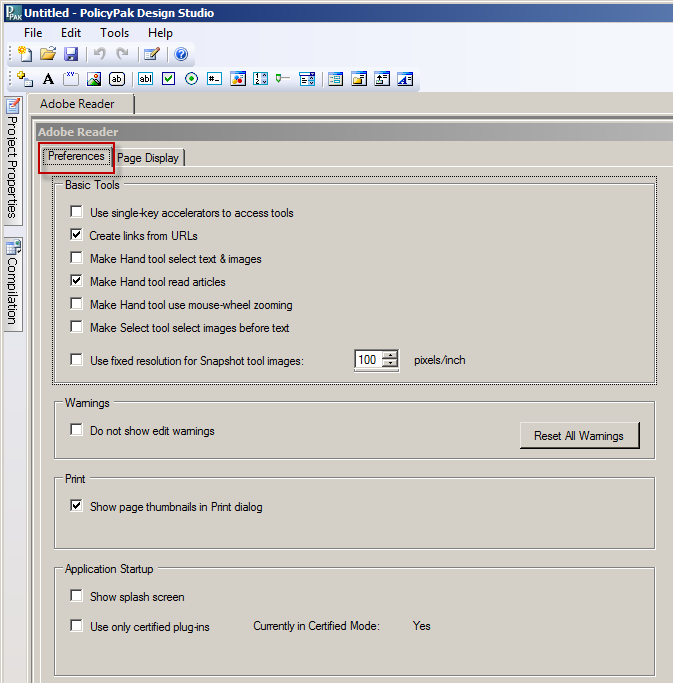 Untitled - PolicyPak Design Studio
File Edit Tools Help
Adobe Reader
Project Properties
Compilation
Adobe Reader
Preferences Page Display
Basic Tools
Use single-key accelerators to access tools
Create links from URLs
Make Hand tool select text & images
Make Hand tool read articles
Make Hand tool use mouse-wheel zooming
Make Select tool select images before text
Use fixed resolution for Snapshot tool images: 100 pixels/inch
Warnings
Do not show edit warnings Reset All Warnings
Print
Show page thumbnails in Print dialog
Application Startup
Show splash screen
Use only certified plug-ins Currently in Certified Mode: Yes